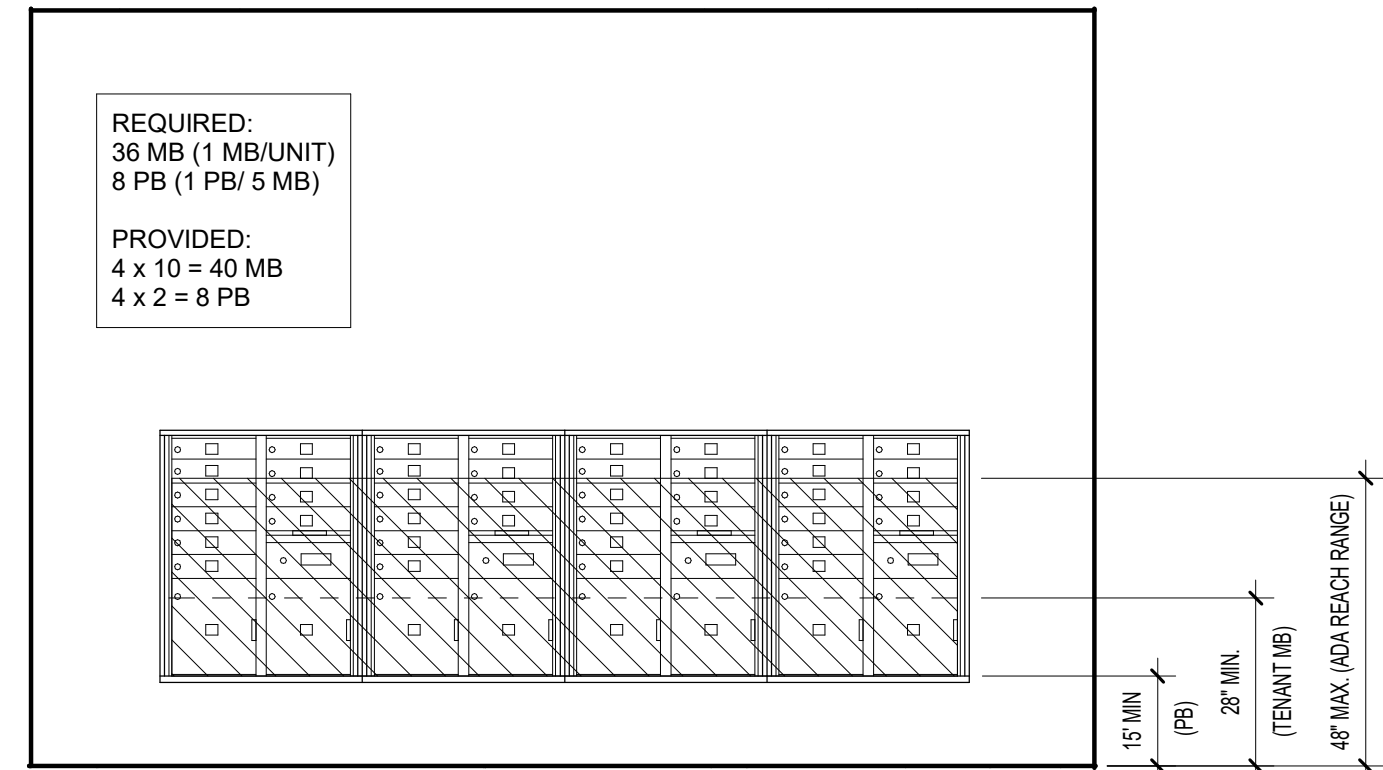 REQUIRED:
36 MB (1 MB/UNIT)
8 PB (1 PB/ 5 MB)
PROVIDED:
4 x 10 = 40 MB
4 x 2 = 8 PB
15' MIN
(PB)
28" MIN.
(TENANT MB)
48" MAX. (ADA REACH RANGE)